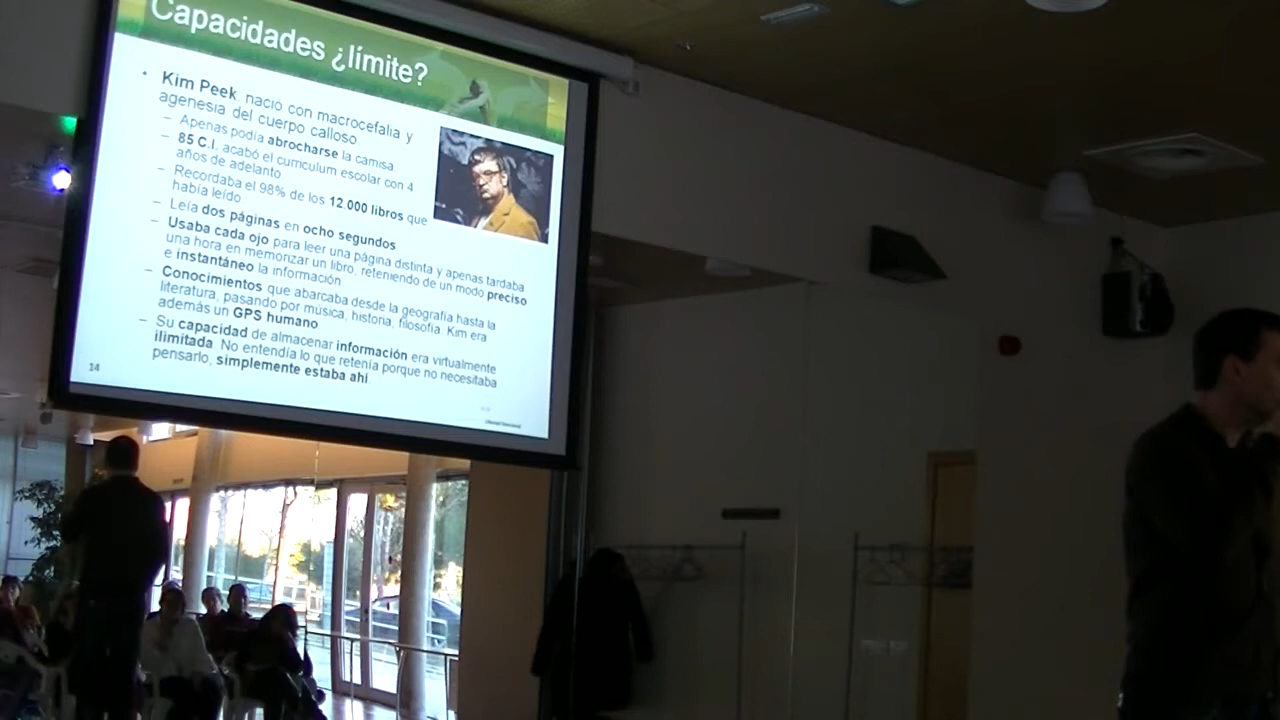 Capacidades ¿límite?
• Kim Peek, nació con macrocefalia y
agenesia del cuerpo calloso
– Apenas podía abrocharse la camisa
– 85 C.I. acabó el curriculum escolar con 4
años de adelanto
– Recordaba el 98% de los 12.000 libros que
había leído
– Leía dos páginas en ocho segundos
– Usaba cada ojo para leer una página distinta y apenas tardaba
una hora en memorizar un libro, reteniendo de un modo preciso
e instantáneo la información
– Conocimientos que abarcaba desde la geografía hasta la
literatura, pasando por música, historia, filosofía. Kim era
además un GPS humano
– Su capacidad de almacenar información era virtualmente
ilimitada. No entendía lo que retenía porque no necesitaba
pensarlo, simplemente estaba ahí
14